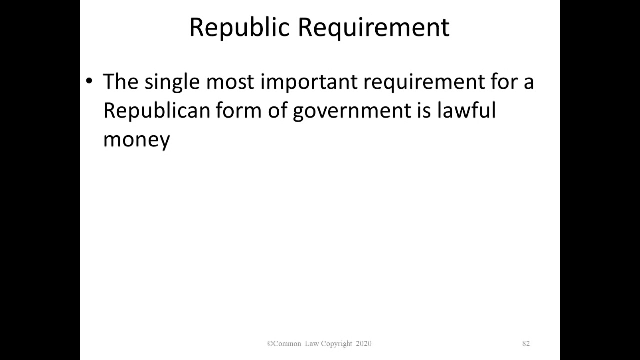 Republic Requirement
• The single most important requirement for a
Republican form of government is lawful
money
©Common Law Copyright 2020
62